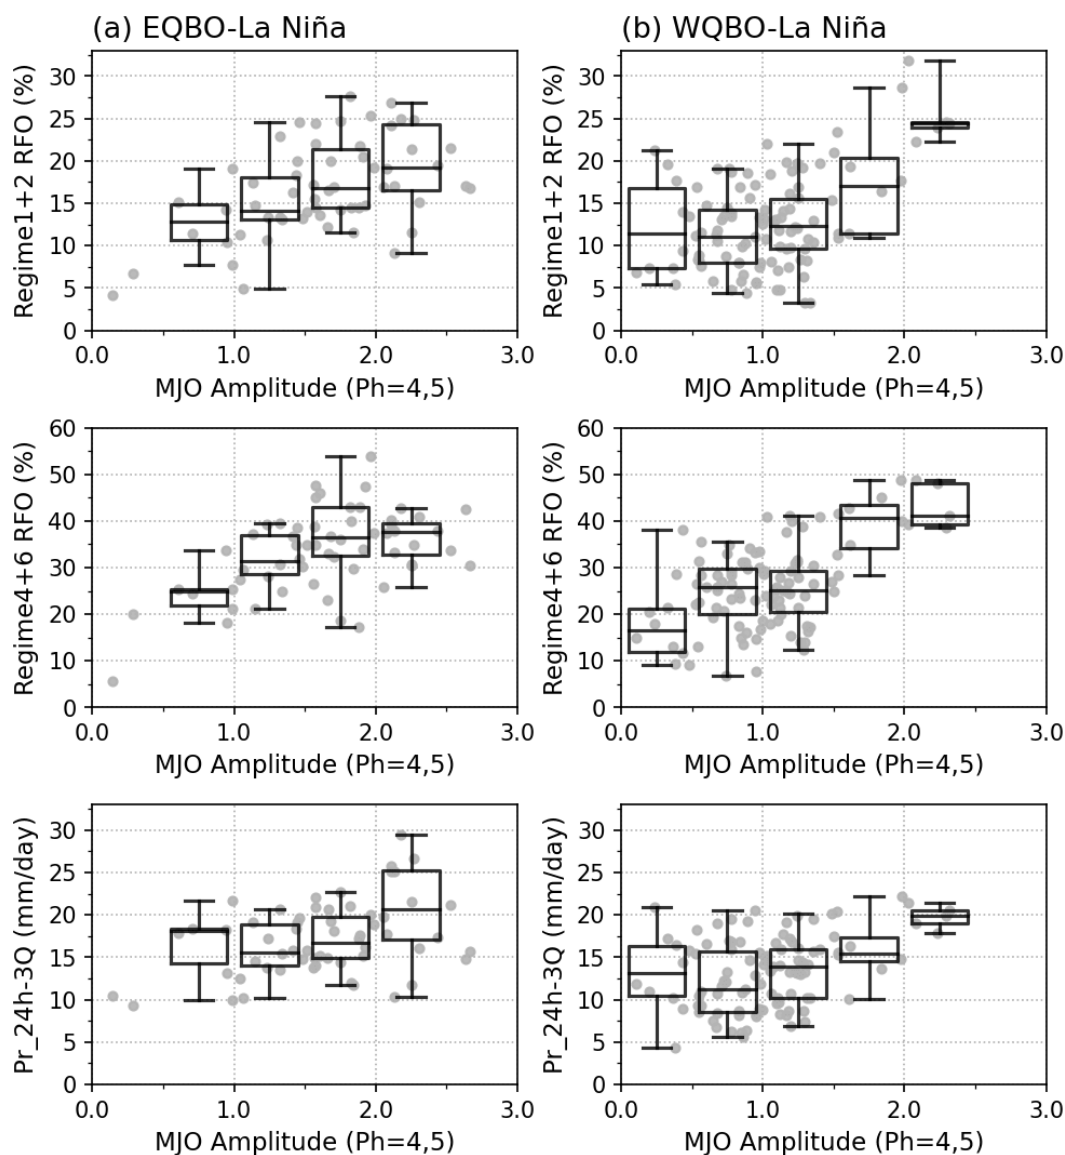 (a) EQBO-La Niña
Regime1+2 RFO (%)
30
25
20
15
10
5
0
0.0 1.0 2.0 3.0
MJO Amplitude (Ph=4,5)
(b) WQBO-La Niña
Regime1+2 RFO (%)
30
25
20
15
10
5
0
0.0 1.0 2.0 3.0
MJO Amplitude (Ph=4,5)
Regime4+6 RFO (%)
60
50
40
30
20
10
0
0.0 1.0 2.0 3.0
MJO Amplitude (Ph=4,5)
Regime4+6 RFO (%)
60
50
40
30
20
10
0
0.0 1.0 2.0 3.0
MJO Amplitude (Ph=4,5)
Pr_24h-3Q (mm/day)
30
25
20
15
10
5
0
0.0 1.0 2.0 3.0
MJO Amplitude (Ph=4,5)
Pr_24h-3Q (mm/day)
30
25
20
15
10
5
0
0.0 1.0 2.0 3.0
MJO Amplitude (Ph=4,5)